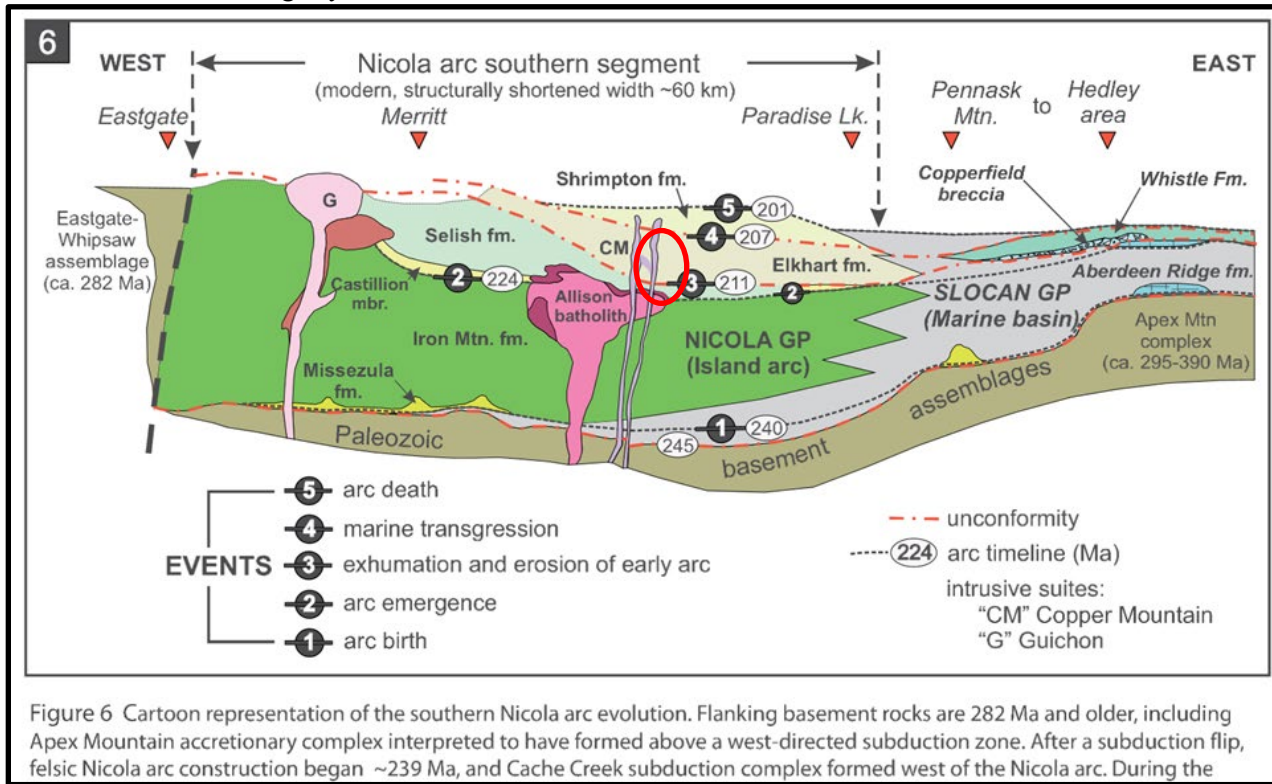 6
WEST
Nicola arc southern segment
(modern, structurally shortened width ~60 km)
EAST
Eastgate
Merritt
Paradise Lk.
Pennask
Mtn.
to
Hedley
area
Shrimpton fm.
Copperfield
breccia
Whistle Fm.
5
201
G
Eastgate-
Whipsaw
assemblage
(ca. 282 Ma)
Selish fm.
CM
4
207
Elkhart fm.
Castillion
mbr.
2
224
3
211
2
Aberdeen Ridge fm.
Allison
batholith
SLOCAN GP
(Marine basin)
Iron Mtn. fm.
NICOLA GP
(Island arc)
Apex Mtn
complex
(ca. 295-390 Ma)
Missezula
fm.
1
240
245
Paleozoic
basement
assemblages
EVENTS
5 arc death
4 marine transgression
3 exhumation and erosion of early arc
2 arc emergence
1 arc birth
unconformity
224 arc timeline (Ma)
intrusive suites:
“CM” Copper Mountain
“G” Guichon
Figure 6 Cartoon representation of the southern Nicola arc evolution. Flanking basement rocks are 282 Ma and older, including
Apex Mountain accretionary complex interpreted to have formed above a west-directed subduction zone. After a subduction flip,
felsic Nicola arc construction began ~239 Ma, and Cache Creek subduction complex formed west of the Nicola arc. During the